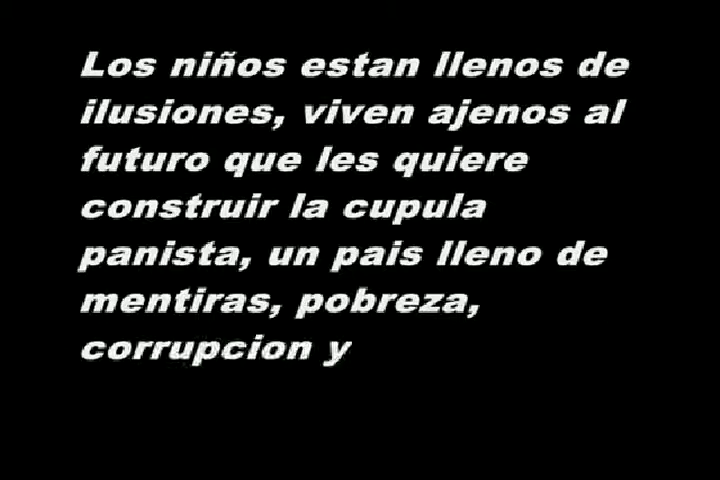 Los niños estan llenos de
ilusiones, viven ajenos al
futuro que les quiere
construir la cupula
panista, un pais lleno de
mentiras, pobreza,
corrupcion y